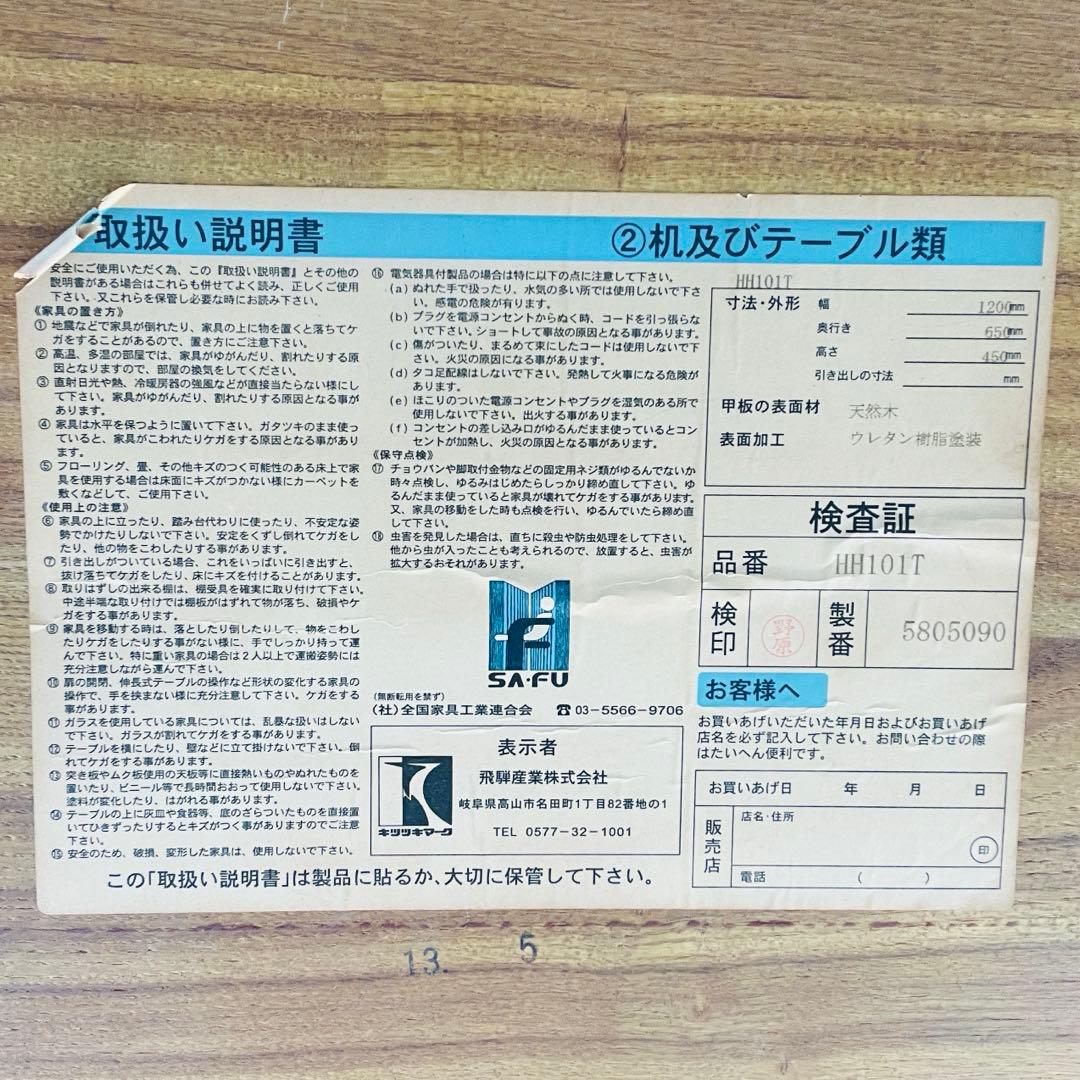 取扱い説明書
②机及びテーブル類
安全にご使用いただく為、この『取扱い説明書』とその他の
説明書がある場合はこれらも併せてよく読み、正しくご使用
下さい。又これらを保管し必要な時にお読み下さい。
《家具の置き方》
① 地震などで家具が倒れたり、家具の上に物を置くと落ちてケ
ガをすることがあるので、置き方にご注意下さい。
② 高温、多湿の部屋では、家具がゆがんだり、割れたりする原
因となりますので、部屋の換気をしてください。
③ 直射日光や熱、冷暖房器の強風などが直接当たらない様にし
て下さい。家具がゆがんだり、割れたりする原因となる事が
あります。
④ 家具は水平を保つように置いて下さい。ガタツキのまま使っ
ていると、家具がこわれたりケガをする原因となる事があり
ます。
⑤ フローリング、畳、その他キズのつく可能性のある床上で家
具を使用する場合は床面にキズがつかない様にカーペットを
敷くなどして、ご使用下さい。
《使用上の注意》
⑥ 家具の上に立ったり、踏み台代わりに使ったり、不安定な姿
勢でかけたりしないで下さい。安定をくずし倒れてケガをし
たり、他の物をこわしたりする事があります。
⑦ 引き出しがついている場合、これをいっぱいに引き出すと、
抜け落ちてケガをしたり、床にキズを付けることがあります。
⑧ 取りはずしの出来る棚は、棚受具を確実に取り付けて下さい。
中途半端な取り付けでは棚板がはずれて物が落ち、破損やケ
ガをする事があります。
⑨ 家具を移動する時は、落としたり倒したりして、物をこわし
たりケガをしたりする事がない様に、手でしっかり持って運
んで下さい。特に重い家具の場合は2人以上で運搬姿勢には
充分注意しながら運んで下さい。
⑩ 扉の開閉、伸長式テーブルの操作など形状の変化する家具の
操作で、手を挟まない様に充分注意して下さい。ケガをする
事があります。
⑪ ガラスを使用している家具については、乱暴な扱いはしない
で下さい。ガラスが割れてケガをする事があります。
⑫ テーブルを横にしたり、壁などに立て掛けないで下さい。倒
れてケガをする事があります。
⑬ 突き板やムク板使用の天板等に直接熱いものやぬれたものを
置いたり、ビニール等で長時間おおって使用しないで下さい。
塗料が変化したり、はがれる事があります。
⑭ テーブルの上に灰皿や食器等、底のざらついたものを直接置
いてひきずったりするとキズがつく事がありますのでご注意
下さい。
⑮ 安全のため、破損、変形した家具は、使用しないで下さい。
⑯ 電気器具付製品の場合は特に以下の点に注意して下さい。
(a) ぬれた手で扱ったり、水気の多い所では使用しないで下さ
い。感電の危険が有ります。
(b) プラグを電源コンセントからぬく時、コードを引っ張らな
いで下さい。ショートして事故の原因となる事があります。
(c) 傷がついたり、まるめて束にしたコードは使用しないで下
さい。火災の原因になる事があります。
(d) タコ足配線はしないで下さい。発熱して火事になる危険が
あります。
(e) ほこりのついた電源コンセントやプラグを湿気のある所で
使用しないで下さい。出火する事があります。
(f) コンセントの差し込み口がゆるんだまま使っているとコン
セントが加熱し、火災の原因となる事があります。
《保守点検》
⑰ チョウバンや脚取付金物などの固定用ネジ類がゆるんでないか
時々点検し、ゆるみはじめたらしっかり締め直して下さい。ゆ
るんだまま使っていると家具が壊れてケガをする事があります。
又、家具の移動をした時も点検を行い、ゆるんでいたら締め直
して下さい。
⑱ 虫害を発見した場合は、直ちに殺虫や防虫処理をして下さい。
他から虫が入ったことも考えられるので、放置すると、虫害が
拡大するおそれがあります。
SA・FU
(無断転用を禁ず)
(社)全国家具工業連合会 ☎03-5566-9706
表示者
飛騨産業株式会社
岐阜県高山市名田町1丁目82番地の1
TEL 0577-32-1001
キツツキマーク
この「取扱い説明書」は製品に貼るか、大切に保管して下さい。
HH101T
寸法・外形 幅 1200mm
奥行き 650mm
高さ 450mm
引き出しの寸法 mm
甲板の表面材 天然木
表面加工 ウレタン樹脂塗装
検査証
品番 HH101T
検印 野原 製番 5805090
お客様へ
お買いあげいただいた年月日およびお買いあげ
店名を必ず記入して下さい。お問い合わせの際
はたいへん便利です。
お買いあげ日 年 月 日
販売店
店名・住所
印
電話 ( )
13. 5